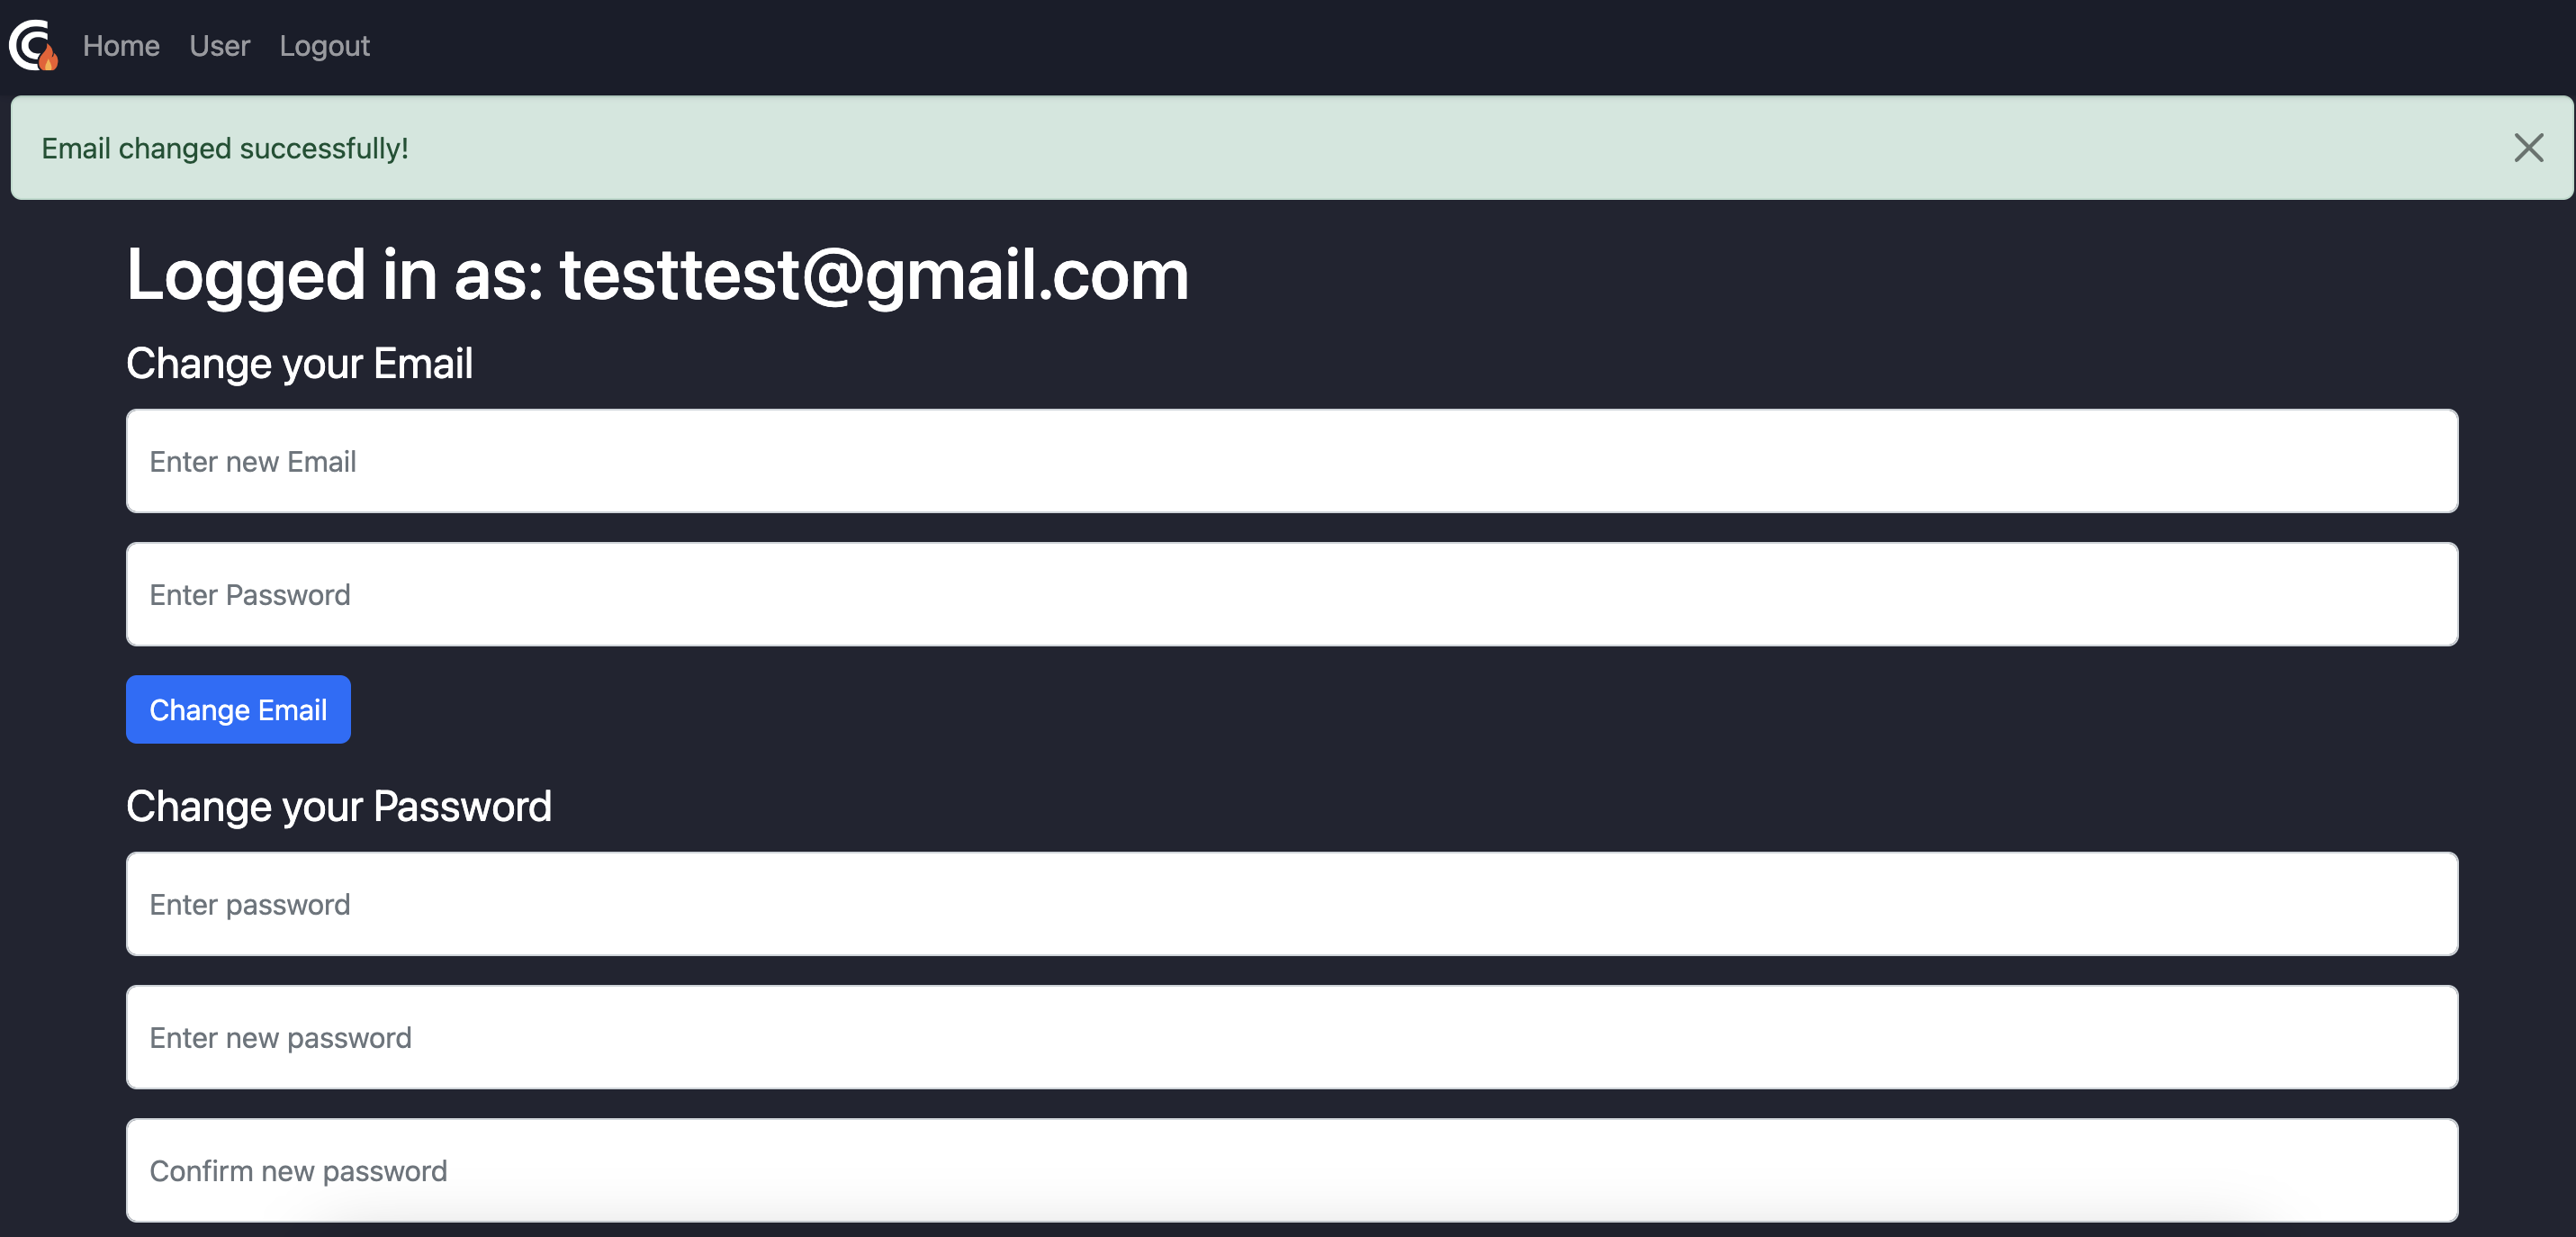 Home User Logout
Email changed successfully!
Logged in as: testtest@gmail.com
Change your Email
Enter new Email
Enter Password
Change Email
Change your Password
Enter password
Enter new password
Confirm new password